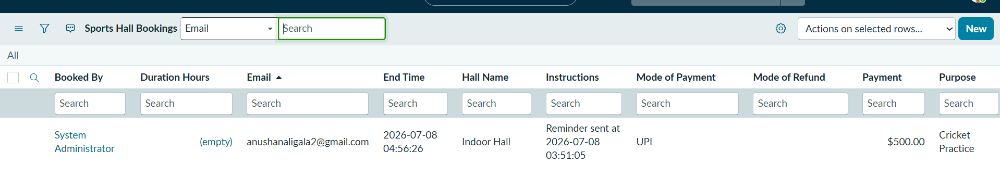 Sports Hall Bookings Email Search Actions on selected rows... New
All
Booked By Duration Hours Email End Time Hall Name Instructions Mode of Payment Mode of Refund Payment Purpose
Search Search Search Search Search Search Search Search Search Search
System Administrator (empty) anushanaligala2@gmail.com 2026-07-08 04:56:26 Indoor Hall Reminder sent at 2026-07-08 03:51:05 UPI $500.00 Cricket Practice